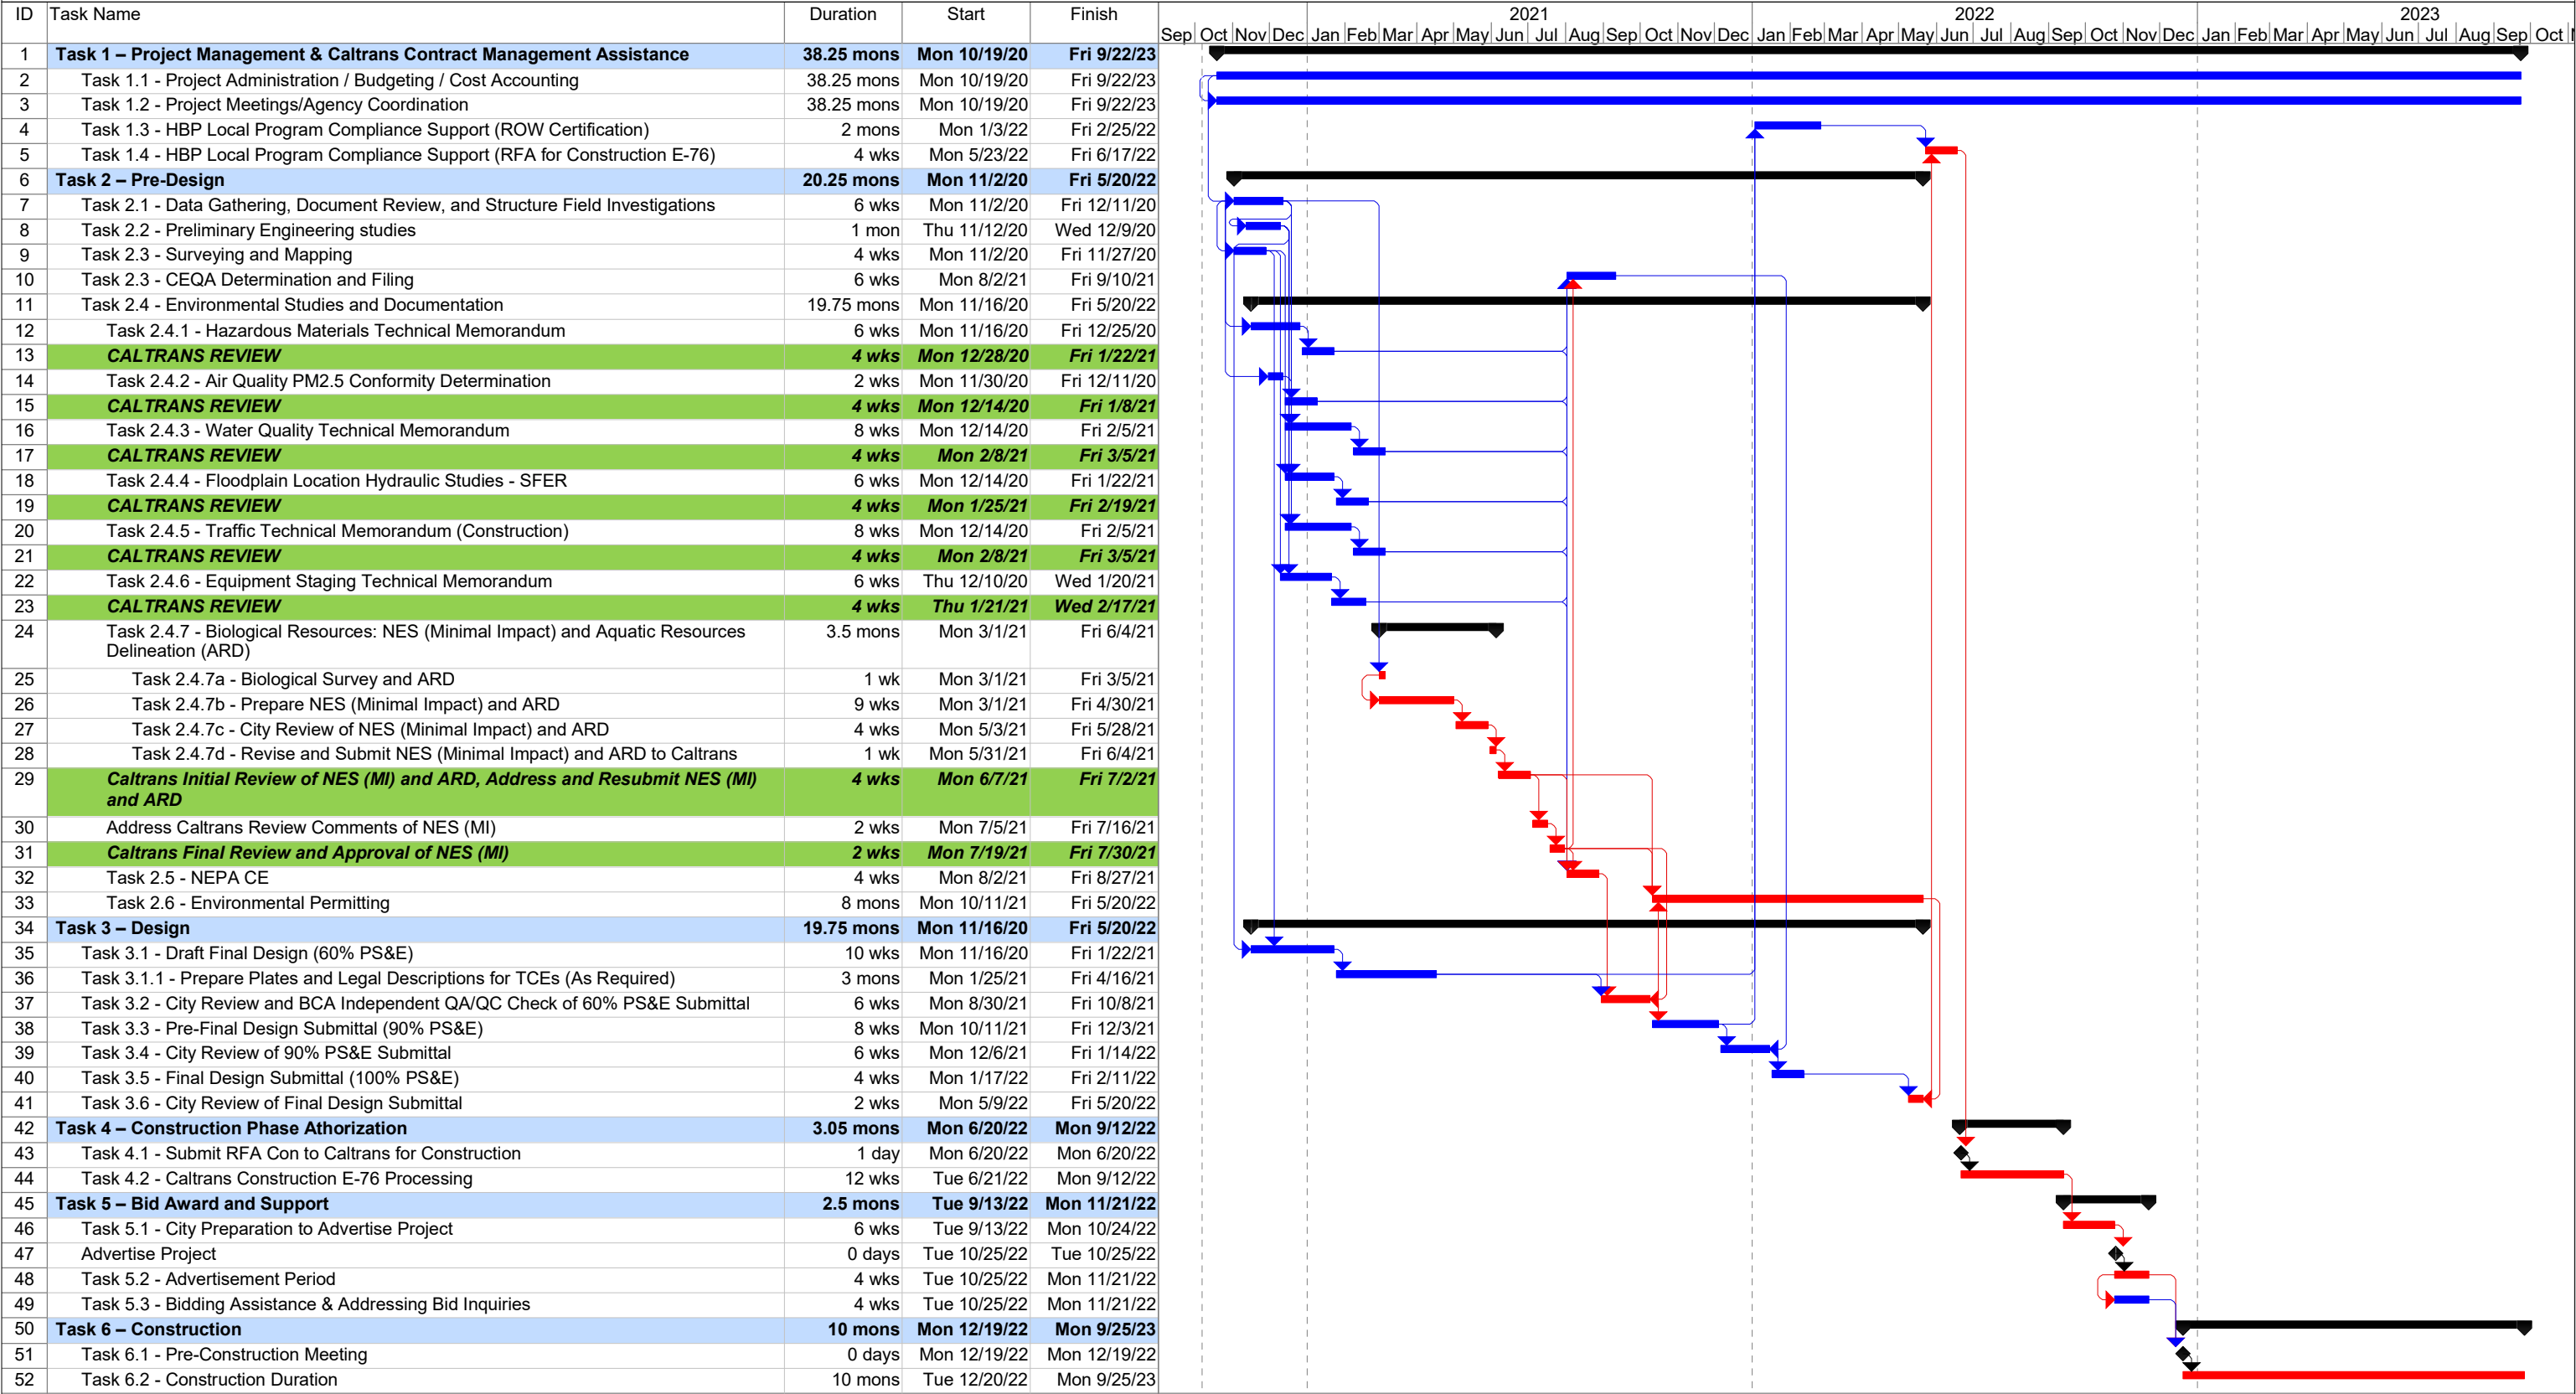 ID Task Name Duration Start Finish 2021 2022 2023
Sep Oct Nov Dec Jan Feb Mar Apr May Jun Jul Aug Sep Oct Nov Dec Jan Feb Mar Apr May Jun Jul Aug Sep Oct Nov Dec Jan Feb Mar Apr May Jun Jul Aug Sep Oct
1 Task 1 – Project Management & Caltrans Contract Management Assistance 38.25 mons Mon 10/19/20 Fri 9/22/23
2 Task 1.1 - Project Administration / Budgeting / Cost Accounting 38.25 mons Mon 10/19/20 Fri 9/22/23
3 Task 1.2 - Project Meetings/Agency Coordination 38.25 mons Mon 10/19/20 Fri 9/22/23
4 Task 1.3 - HBP Local Program Compliance Support (ROW Certification) 2 mons Mon 1/3/22 Fri 2/25/22
5 Task 1.4 - HBP Local Program Compliance Support (RFA for Construction E-76) 4 wks Mon 5/23/22 Fri 6/17/22
6 Task 2 – Pre-Design 20.25 mons Mon 11/2/20 Fri 5/20/22
7 Task 2.1 - Data Gathering, Document Review, and Structure Field Investigations 6 wks Mon 11/2/20 Fri 12/11/20
8 Task 2.2 - Preliminary Engineering studies 1 mon Thu 11/12/20 Wed 12/9/20
9 Task 2.3 - Surveying and Mapping 4 wks Mon 11/2/20 Fri 11/27/20
10 Task 2.3 - CEQA Determination and Filing 6 wks Mon 8/2/21 Fri 9/10/21
11 Task 2.4 - Environmental Studies and Documentation 19.75 mons Mon 11/16/20 Fri 5/20/22
12 Task 2.4.1 - Hazardous Materials Technical Memorandum 6 wks Mon 11/16/20 Fri 12/25/20
13 CALTRANS REVIEW 4 wks Mon 12/28/20 Fri 1/22/21
14 Task 2.4.2 - Air Quality PM2.5 Conformity Determination 2 wks Mon 11/30/20 Fri 12/11/20
15 CALTRANS REVIEW 4 wks Mon 12/14/20 Fri 1/8/21
16 Task 2.4.3 - Water Quality Technical Memorandum 8 wks Mon 12/14/20 Fri 2/5/21
17 CALTRANS REVIEW 4 wks Mon 2/8/21 Fri 3/5/21
18 Task 2.4.4 - Floodplain Location Hydraulic Studies - SFER 6 wks Mon 12/14/20 Fri 1/22/21
19 CALTRANS REVIEW 4 wks Mon 1/25/21 Fri 2/19/21
20 Task 2.4.5 - Traffic Technical Memorandum (Construction) 8 wks Mon 12/14/20 Fri 2/5/21
21 CALTRANS REVIEW 4 wks Mon 2/8/21 Fri 3/5/21
22 Task 2.4.6 - Equipment Staging Technical Memorandum 6 wks Thu 12/10/20 Wed 1/20/21
23 CALTRANS REVIEW 4 wks Thu 1/21/21 Wed 2/17/21
24 Task 2.4.7 - Biological Resources: NES (Minimal Impact) and Aquatic Resources 3.5 mons Mon 3/1/21 Fri 6/4/21
Delineation (ARD)
25 Task 2.4.7a - Biological Survey and ARD 1 wk Mon 3/1/21 Fri 3/5/21
26 Task 2.4.7b - Prepare NES (Minimal Impact) and ARD 9 wks Mon 3/1/21 Fri 4/30/21
27 Task 2.4.7c - City Review of NES (Minimal Impact) and ARD 4 wks Mon 5/3/21 Fri 5/28/21
28 Task 2.4.7d - Revise and Submit NES (Minimal Impact) and ARD to Caltrans 1 wk Mon 5/31/21 Fri 6/4/21
29 Caltrans Initial Review of NES (MI) and ARD, Address and Resubmit NES (MI) 4 wks Mon 6/7/21 Fri 7/2/21
and ARD
30 Address Caltrans Review Comments of NES (MI) 2 wks Mon 7/5/21 Fri 7/16/21
31 Caltrans Final Review and Approval of NES (MI) 2 wks Mon 7/19/21 Fri 7/30/21
32 Task 2.5 - NEPA CE 4 wks Mon 8/2/21 Fri 8/27/21
33 Task 2.6 - Environmental Permitting 8 mons Mon 10/11/21 Fri 5/20/22
34 Task 3 – Design 19.75 mons Mon 11/16/20 Fri 5/20/22
35 Task 3.1 - Draft Final Design (60% PS&E) 10 wks Mon 11/16/20 Fri 1/22/21
36 Task 3.1.1 - Prepare Plates and Legal Descriptions for TCEs (As Required) 3 mons Mon 1/25/21 Fri 4/16/21
37 Task 3.2 - City Review and BCA Independent QA/QC Check of 60% PS&E Submittal 6 wks Mon 8/30/21 Fri 10/8/21
38 Task 3.3 - Pre-Final Design Submittal (90% PS&E) 8 wks Mon 10/11/21 Fri 12/3/21
39 Task 3.4 - City Review of 90% PS&E Submittal 6 wks Mon 12/6/21 Fri 1/14/22
40 Task 3.5 - Final Design Submittal (100% PS&E) 4 wks Mon 1/17/22 Fri 2/11/22
41 Task 3.6 - City Review of Final Design Submittal 2 wks Mon 5/9/22 Fri 5/20/22
42 Task 4 – Construction Phase Athorization 3.05 mons Mon 6/20/22 Mon 9/12/22
43 Task 4.1 - Submit RFA Con to Caltrans for Construction 1 day Mon 6/20/22 Mon 6/20/22
44 Task 4.2 - Caltrans Construction E-76 Processing 12 wks Tue 6/21/22 Mon 9/12/22
45 Task 5 – Bid Award and Support 2.5 mons Tue 9/13/22 Mon 11/21/22
46 Task 5.1 - City Preparation to Advertise Project 6 wks Tue 9/13/22 Mon 10/24/22
47 Advertise Project 0 days Tue 10/25/22 Tue 10/25/22
48 Task 5.2 - Advertisement Period 4 wks Tue 10/25/22 Mon 11/21/22
49 Task 5.3 - Bidding Assistance & Addressing Bid Inquiries 4 wks Tue 10/25/22 Mon 11/21/22
50 Task 6 – Construction 10 mons Mon 12/19/22 Mon 9/25/23
51 Task 6.1 - Pre-Construction Meeting 0 days Mon 12/19/22 Mon 12/19/22
52 Task 6.2 - Construction Duration 10 mons Tue 12/20/22 Mon 9/25/23